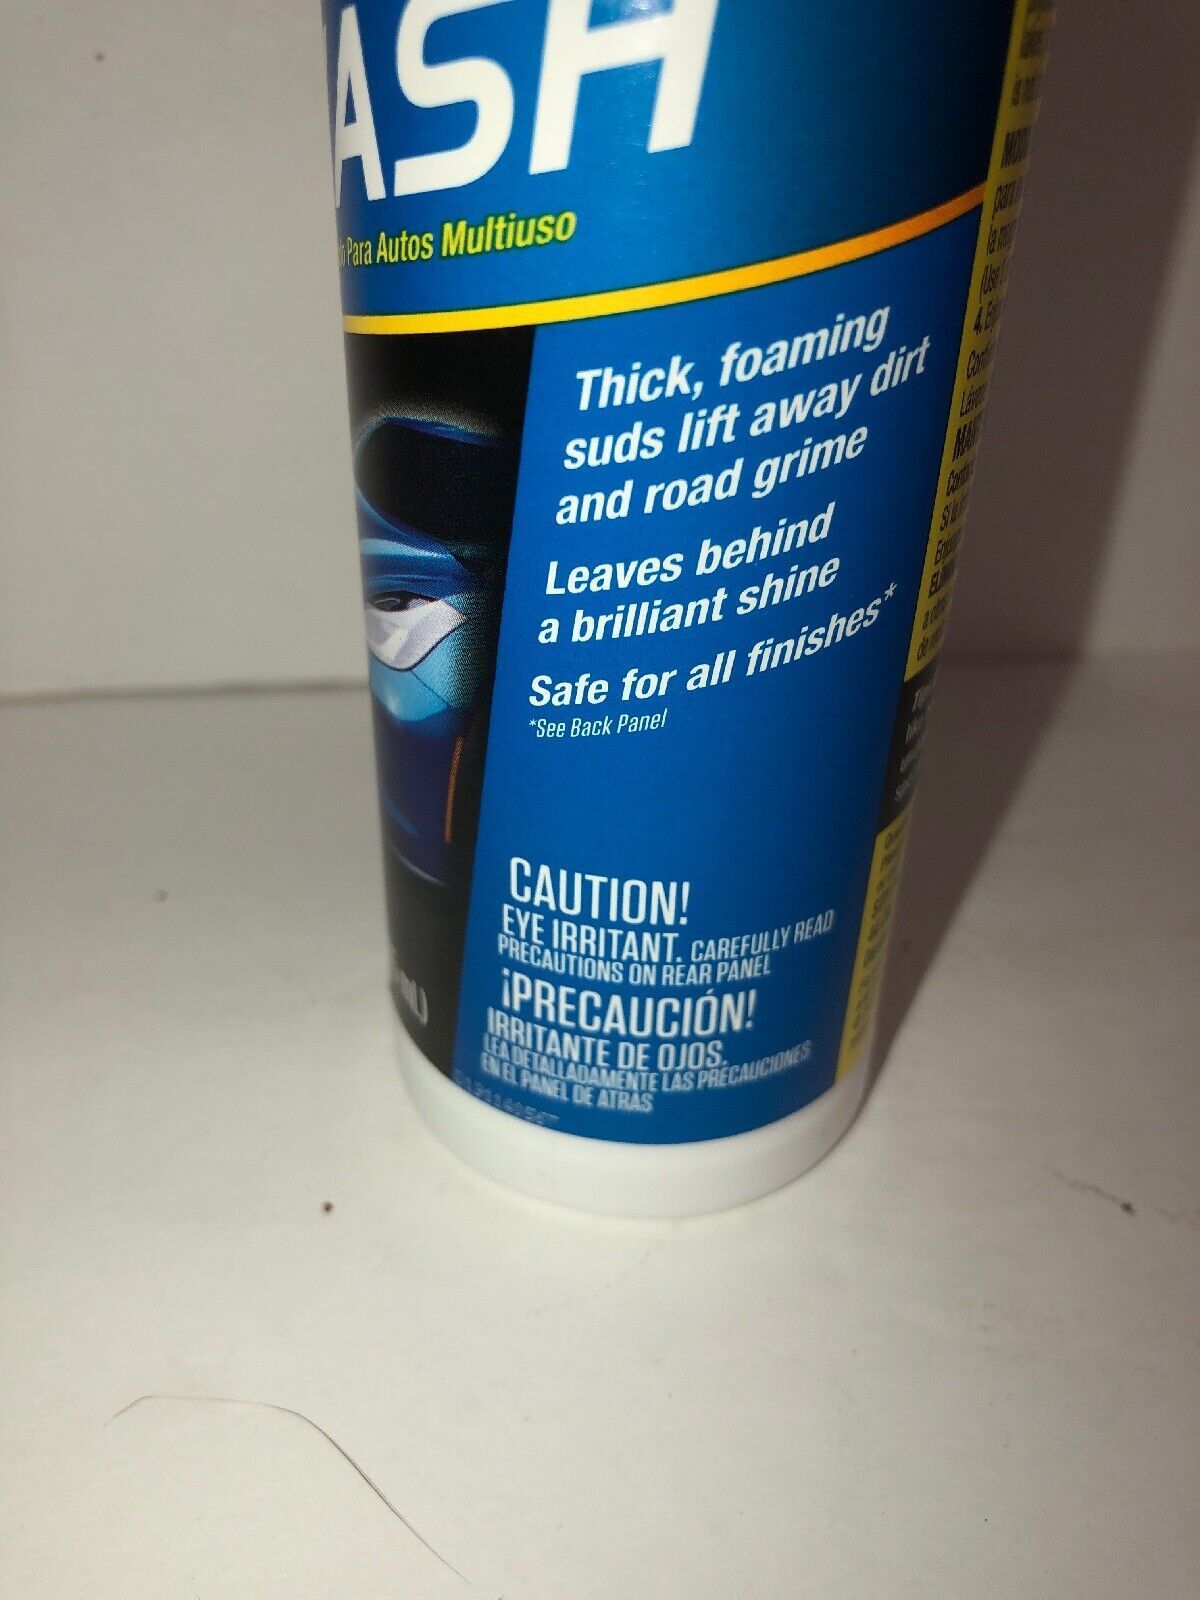 ASH
Para Autos Multiuso
Thick, foaming
suds lift away dirt
and road grime
Leaves behind
a brilliant shine
Safe for all finishes*
*See Back Panel
CAUTION!
EYE IRRITANT. CAREFULLY READ
PRECAUTIONS ON REAR PANEL
¡PRECAUCIÓN!
IRRITANTE DE OJOS.
LEA DETALLADAMENTE LAS PRECAUCIONES
EN EL PANEL DE ATRAS
mL)